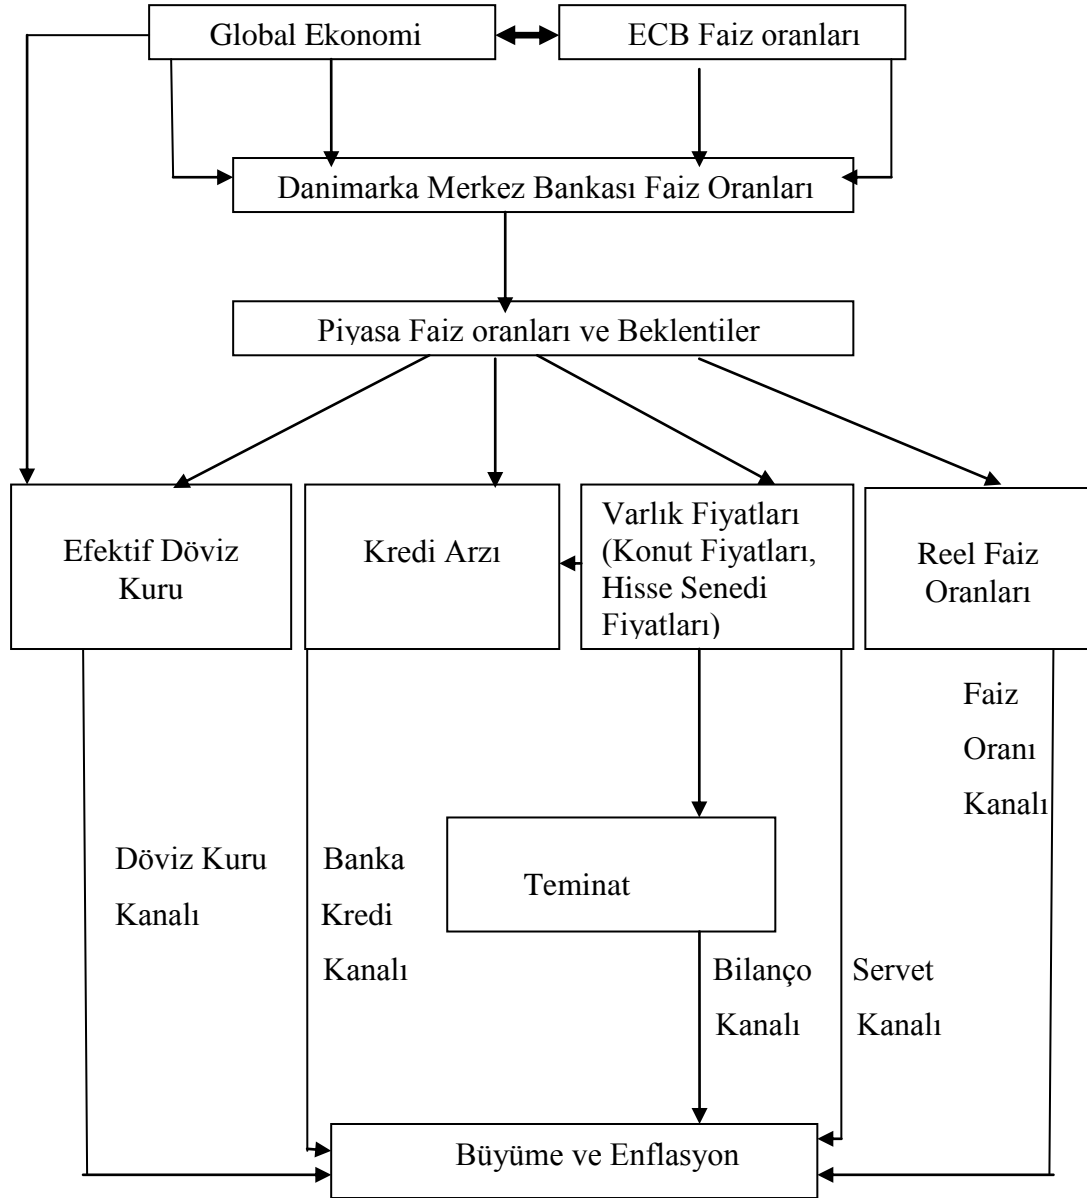 Global Ekonomi
ECB Faiz oranları
Danimarka Merkez Bankası Faiz Oranları
Piyasa Faiz oranları ve Beklentiler
Efektif Döviz
Kuru
Kredi Arzı
Varlık Fiyatları
(Konut Fiyatları,
Hisse Senedi
Fiyatları)
Reel Faiz
Oranları
Faiz
Oranı
Kanalı
Teminat
Döviz Kuru
Kanalı
Banka
Kredi
Kanalı
Bilanço
Kanalı
Servet
Kanalı
Büyüme ve Enflasyon